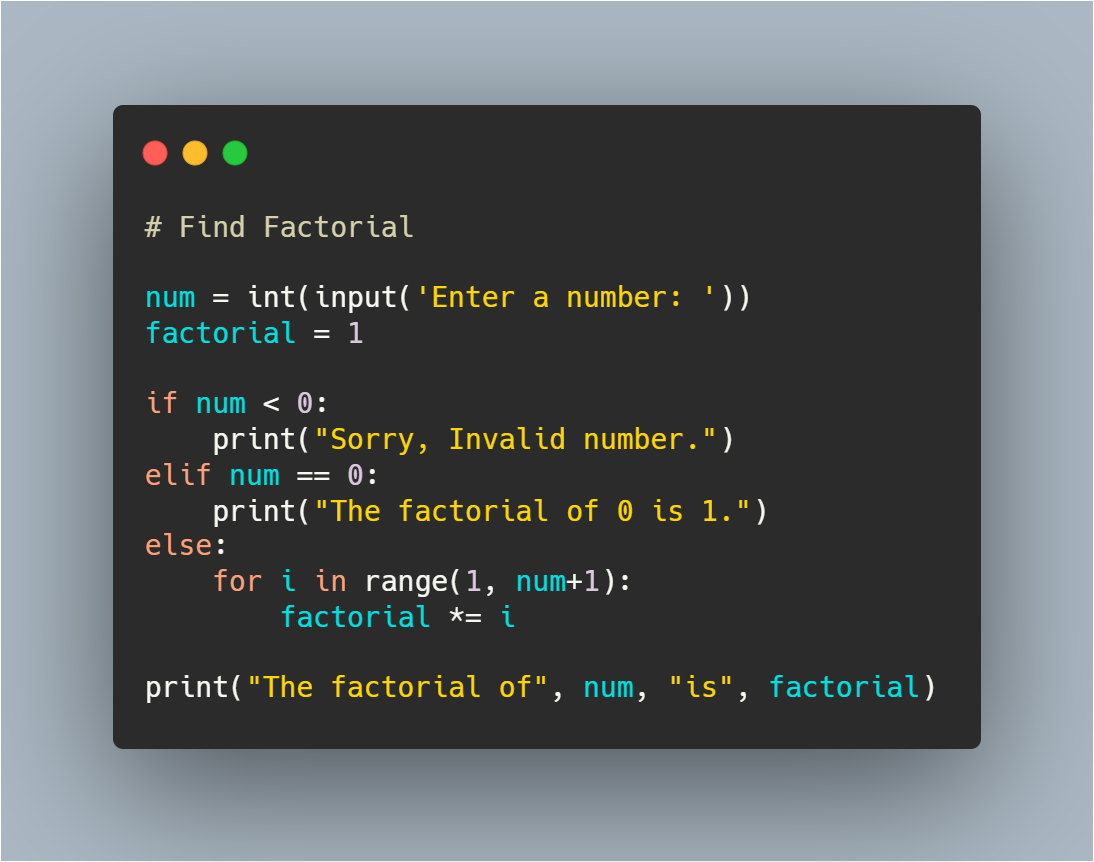 # Find Factorial
num = int(input('Enter a number: '))
factorial = 1
if num < 0:
    print("Sorry, Invalid number.")
elif num == 0:
    print("The factorial of 0 is 1.")
else:
    for i in range(1, num+1):
        factorial *= i
print("The factorial of", num, "is", factorial)